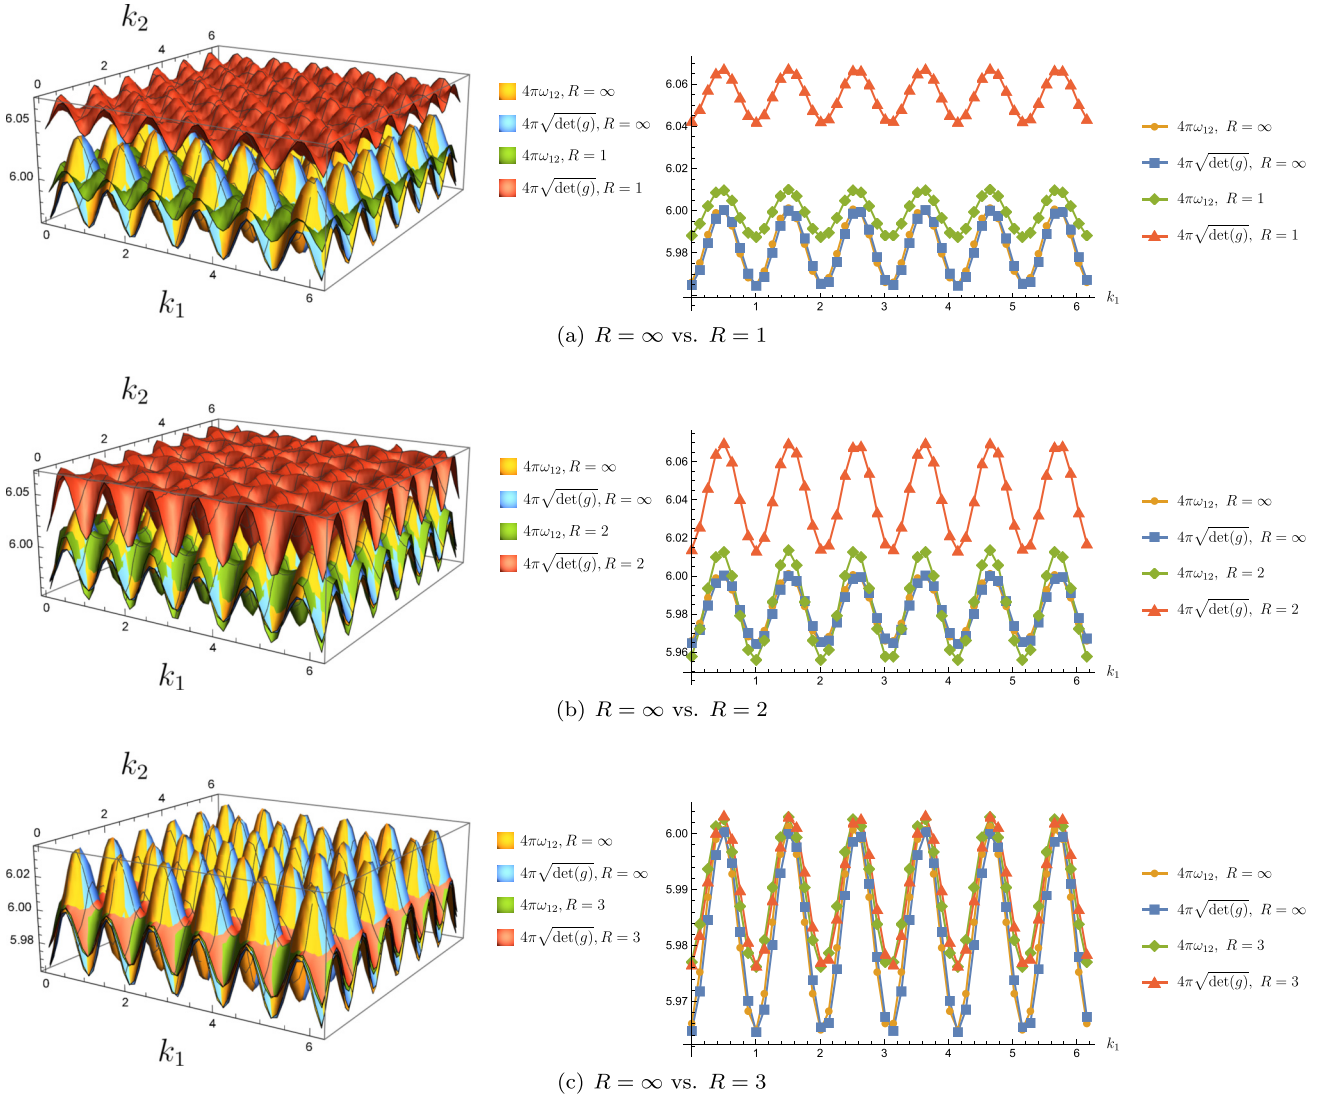 k₂
6
4
2
0
6.05
6.00
0
2
4
6
k₁
4πω₁₂, R = ∞
4π√det(g), R = ∞
4πω₁₂, R = 1
4π√det(g), R = 1
6.06
6.04
6.02
6.00
5.98
1 2 3 4 5 6 k₁
4πω₁₂, R = ∞
4π√det(g), R = ∞
4πω₁₂, R = 1
4π√det(g), R = 1
(a) R = ∞ vs. R = 1
k₂
6
4
2
0
6.05
6.00
0
2
4
6
k₁
4πω₁₂, R = ∞
4π√det(g), R = ∞
4πω₁₂, R = 2
4π√det(g), R = 2
6.06
6.04
6.02
6.00
5.98
5.96
1 2 3 4 5 6 k₁
4πω₁₂, R = ∞
4π√det(g), R = ∞
4πω₁₂, R = 2
4π√det(g), R = 2
(b) R = ∞ vs. R = 2
k₂
6
4
2
0
6.02
6.00
5.98
0
2
4
6
k₁
4πω₁₂, R = ∞
4π√det(g), R = ∞
4πω₁₂, R = 3
4π√det(g), R = 3
6.00
5.99
5.98
5.97
1 2 3 4 5 6 k₁
4πω₁₂, R = ∞
4π√det(g), R = ∞
4πω₁₂, R = 3
4π√det(g), R = 3
(c) R = ∞ vs. R = 3